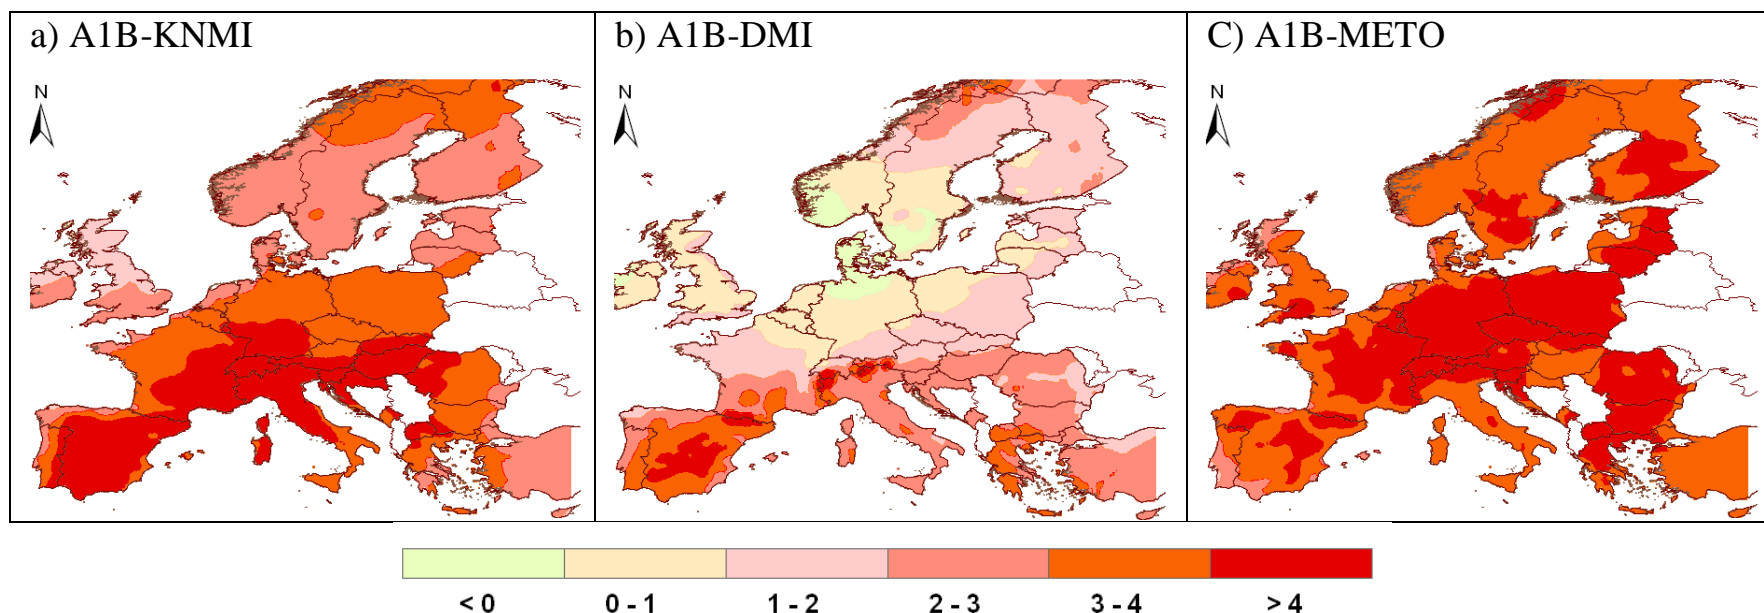 a) A1B-KNMI
b) A1B-DMI
C) A1B-METO
N
N
N
< 0
0 - 1
1 - 2
2 - 3
3 - 4
> 4